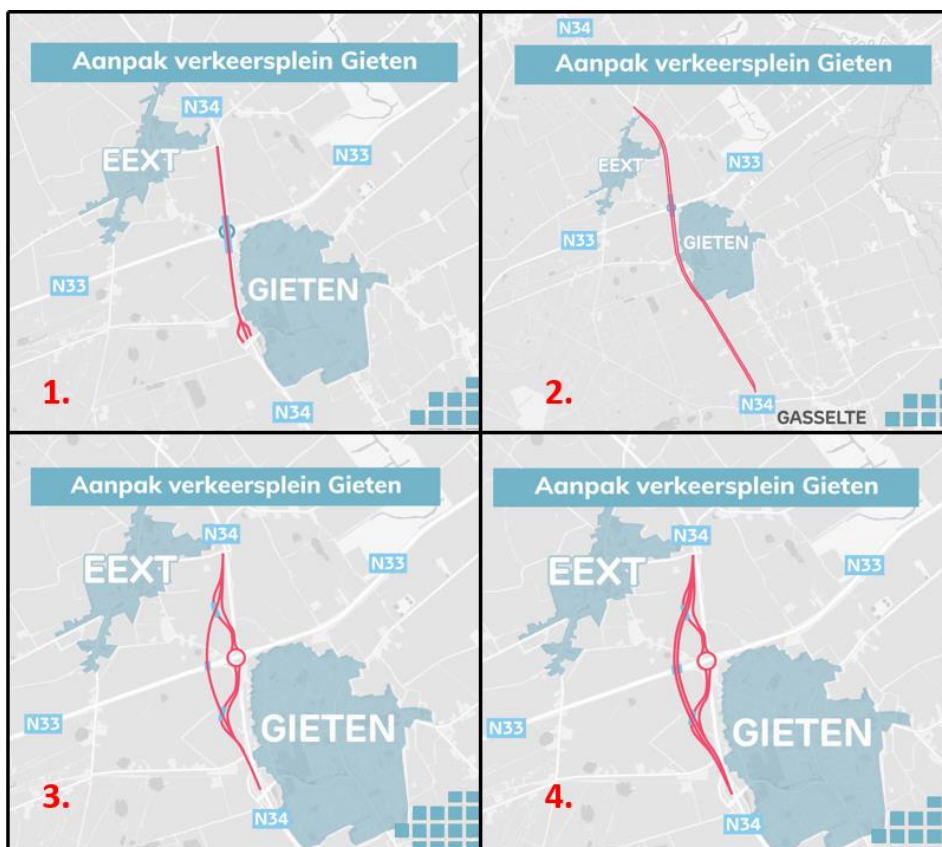 Aanpak verkeersplein Gieten
N34
N33
EEXT
GIETEN
N33
1.
N34
N34
Aanpak verkeersplein Gieten
EEXT
N33
N33
GIETEN
2.
N34
GASSELTE
Aanpak verkeersplein Gieten
N34
EEXT
N33
N33
GIETEN
3.
N34
Aanpak verkeersplein Gieten
N34
EEXT
N33
N33
GIETEN
4.
N34